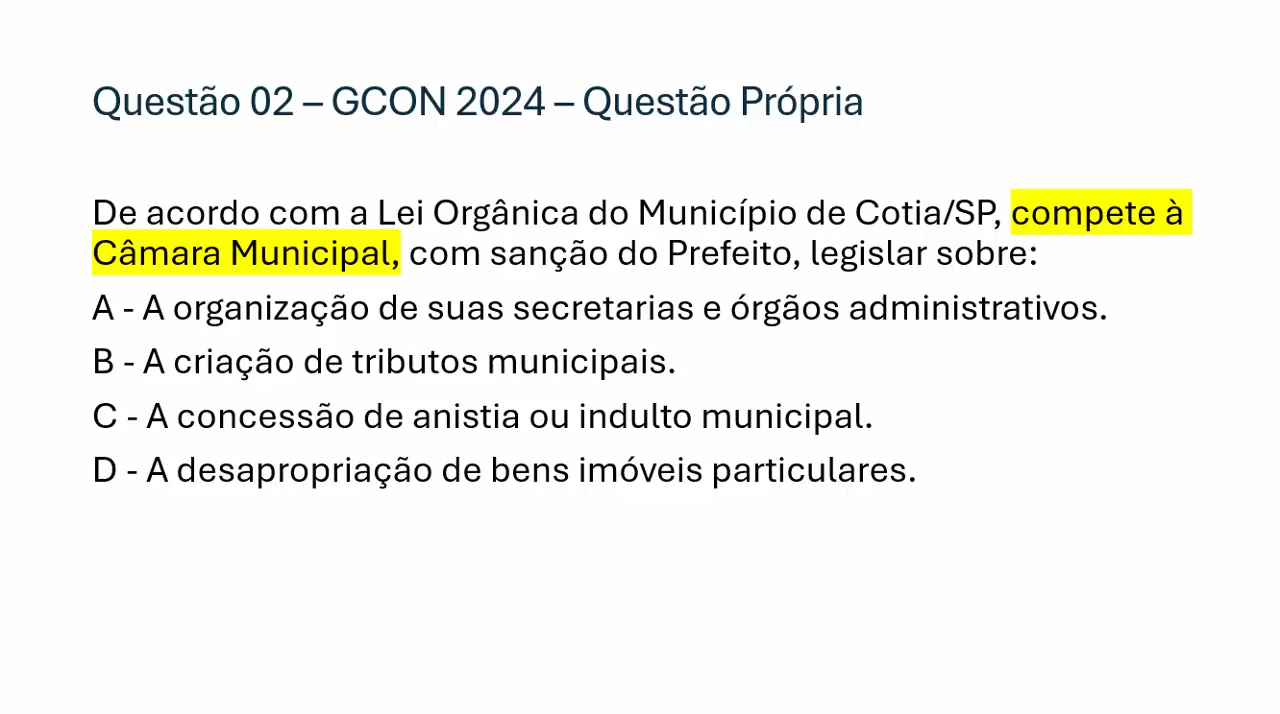 Questão 02 – GCON 2024 – Questão Própria
De acordo com a Lei Orgânica do Município de Cotia/SP, compete à
Câmara Municipal, com sanção do Prefeito, legislar sobre:
A - A organização de suas secretarias e órgãos administrativos.
B - A criação de tributos municipais.
C - A concessão de anistia ou indulto municipal.
D - A desapropriação de bens imóveis particulares.